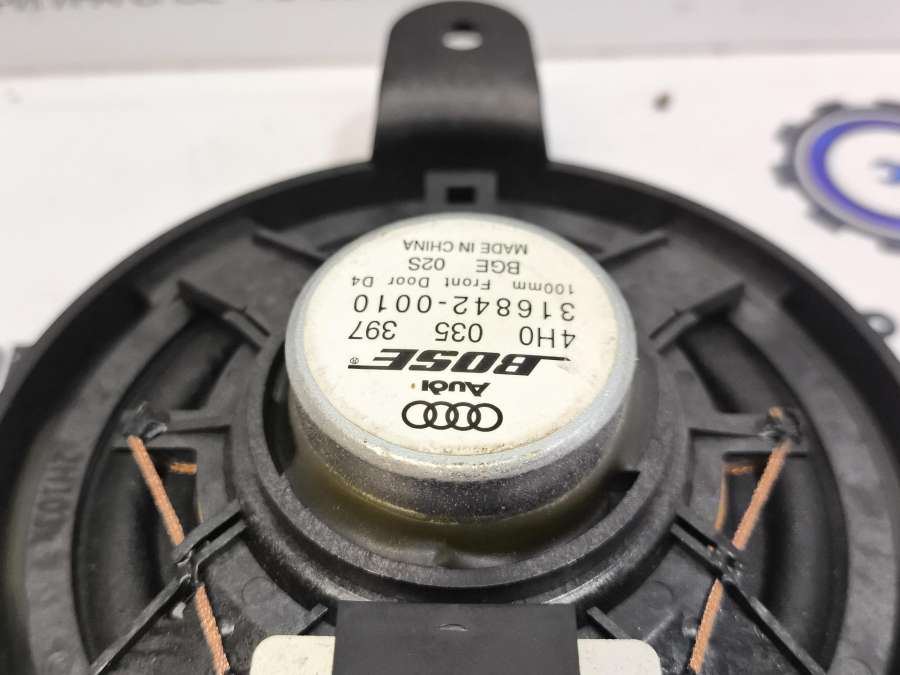 Audi
BOSE®
4H0 035 397
316842-0010
100mm Front Door D4
BGE 02S
MADE IN CHINA